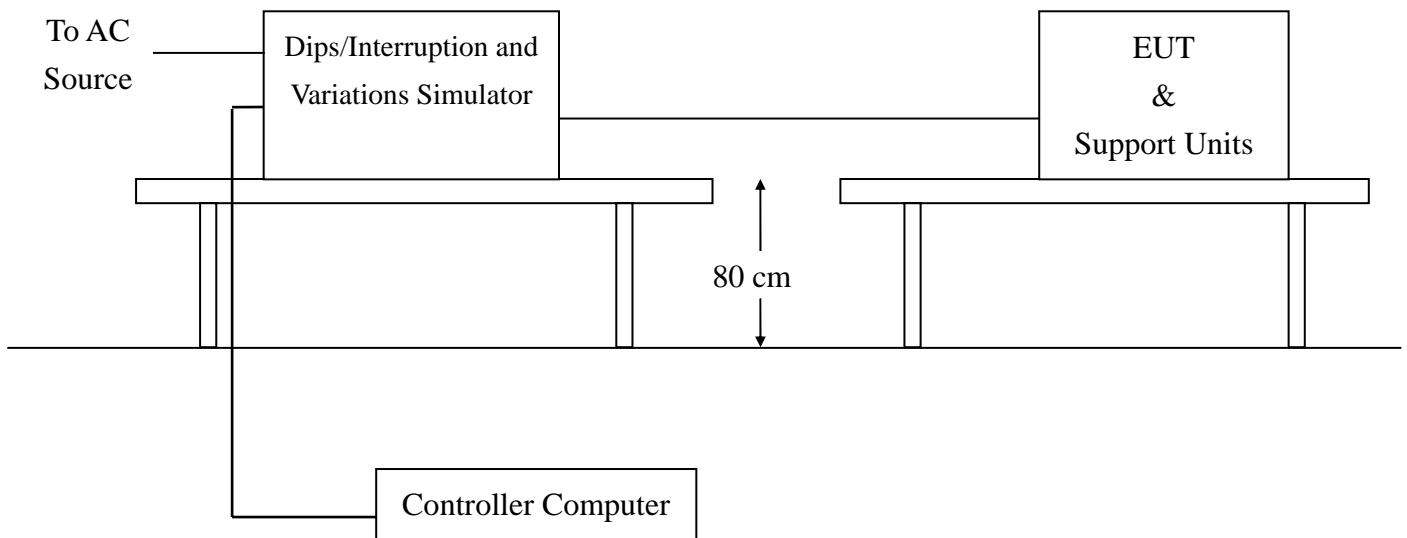 To AC
Source
Dips/Interruption and
Variations Simulator
EUT
&
Support Units
80 cm
Controller Computer